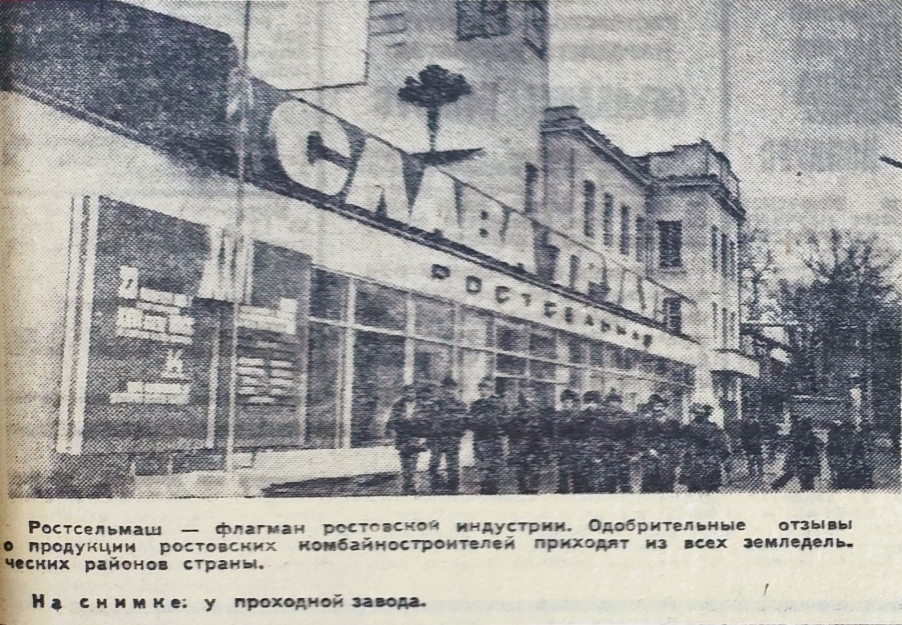 СЛАВА ТРУДУ
РОСТСЕЛЬМАШ
Ростсельмаш — флагман ростовской индустрии. Одобрительные отзывы
о продукции ростовских комбайностроителей приходят из всех земледель-
ческих районов страны.
На снимке: у проходной завода.